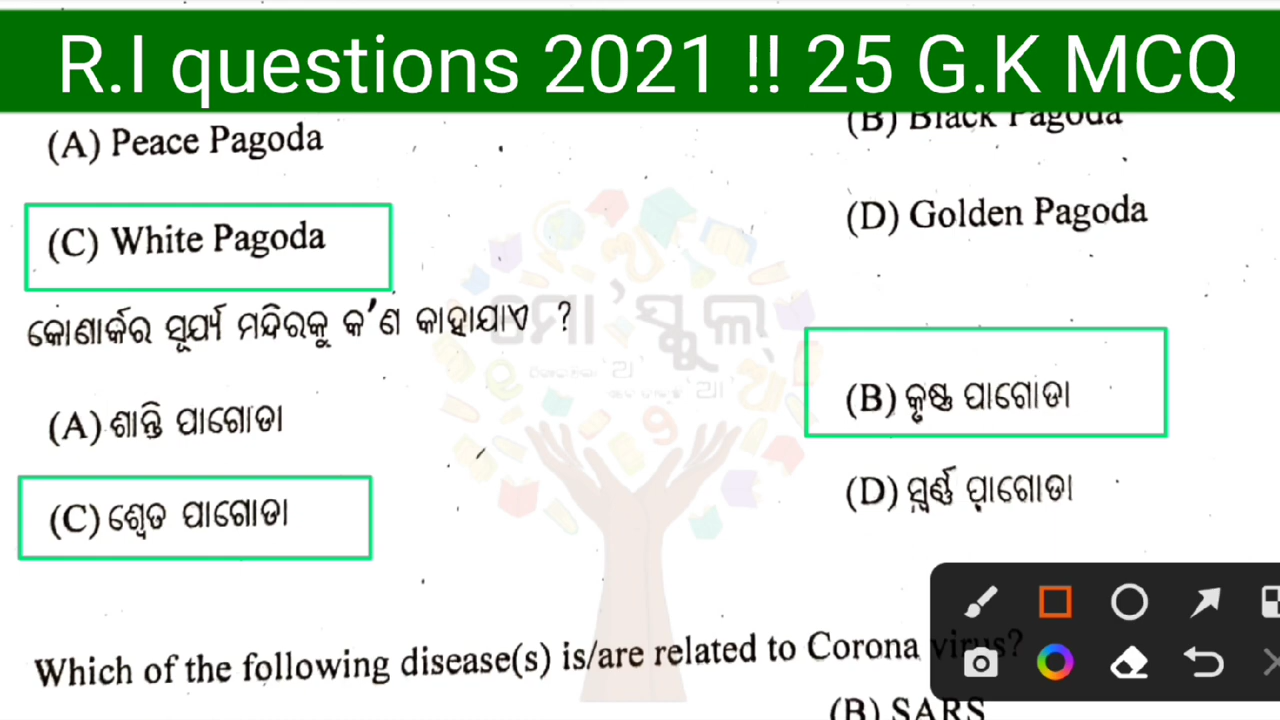 R.I questions 2021 !! 25 G.K MCQ
(A) Peace Pagoda (B) Black Pagoda
(C) White Pagoda (D) Golden Pagoda
କୋଣାର୍କର ସୂର୍ଯ୍ୟ ମନ୍ଦିରକୁ କ'ଣ କାହାଯାଏ ?
ମୋ 'ସ୍କୁଲ୍
(A) ଶାନ୍ତି ପାଗୋଡା (B) କୃଷ୍ଣ ପାଗୋଡା
(C) ଶ୍ୱେତ ପାଗୋଡା (D) ସ୍ୱର୍ଣ୍ଣ ପାଗୋଡା
Which of the following disease(s) is/are related to Corona virus?
(B) SARS